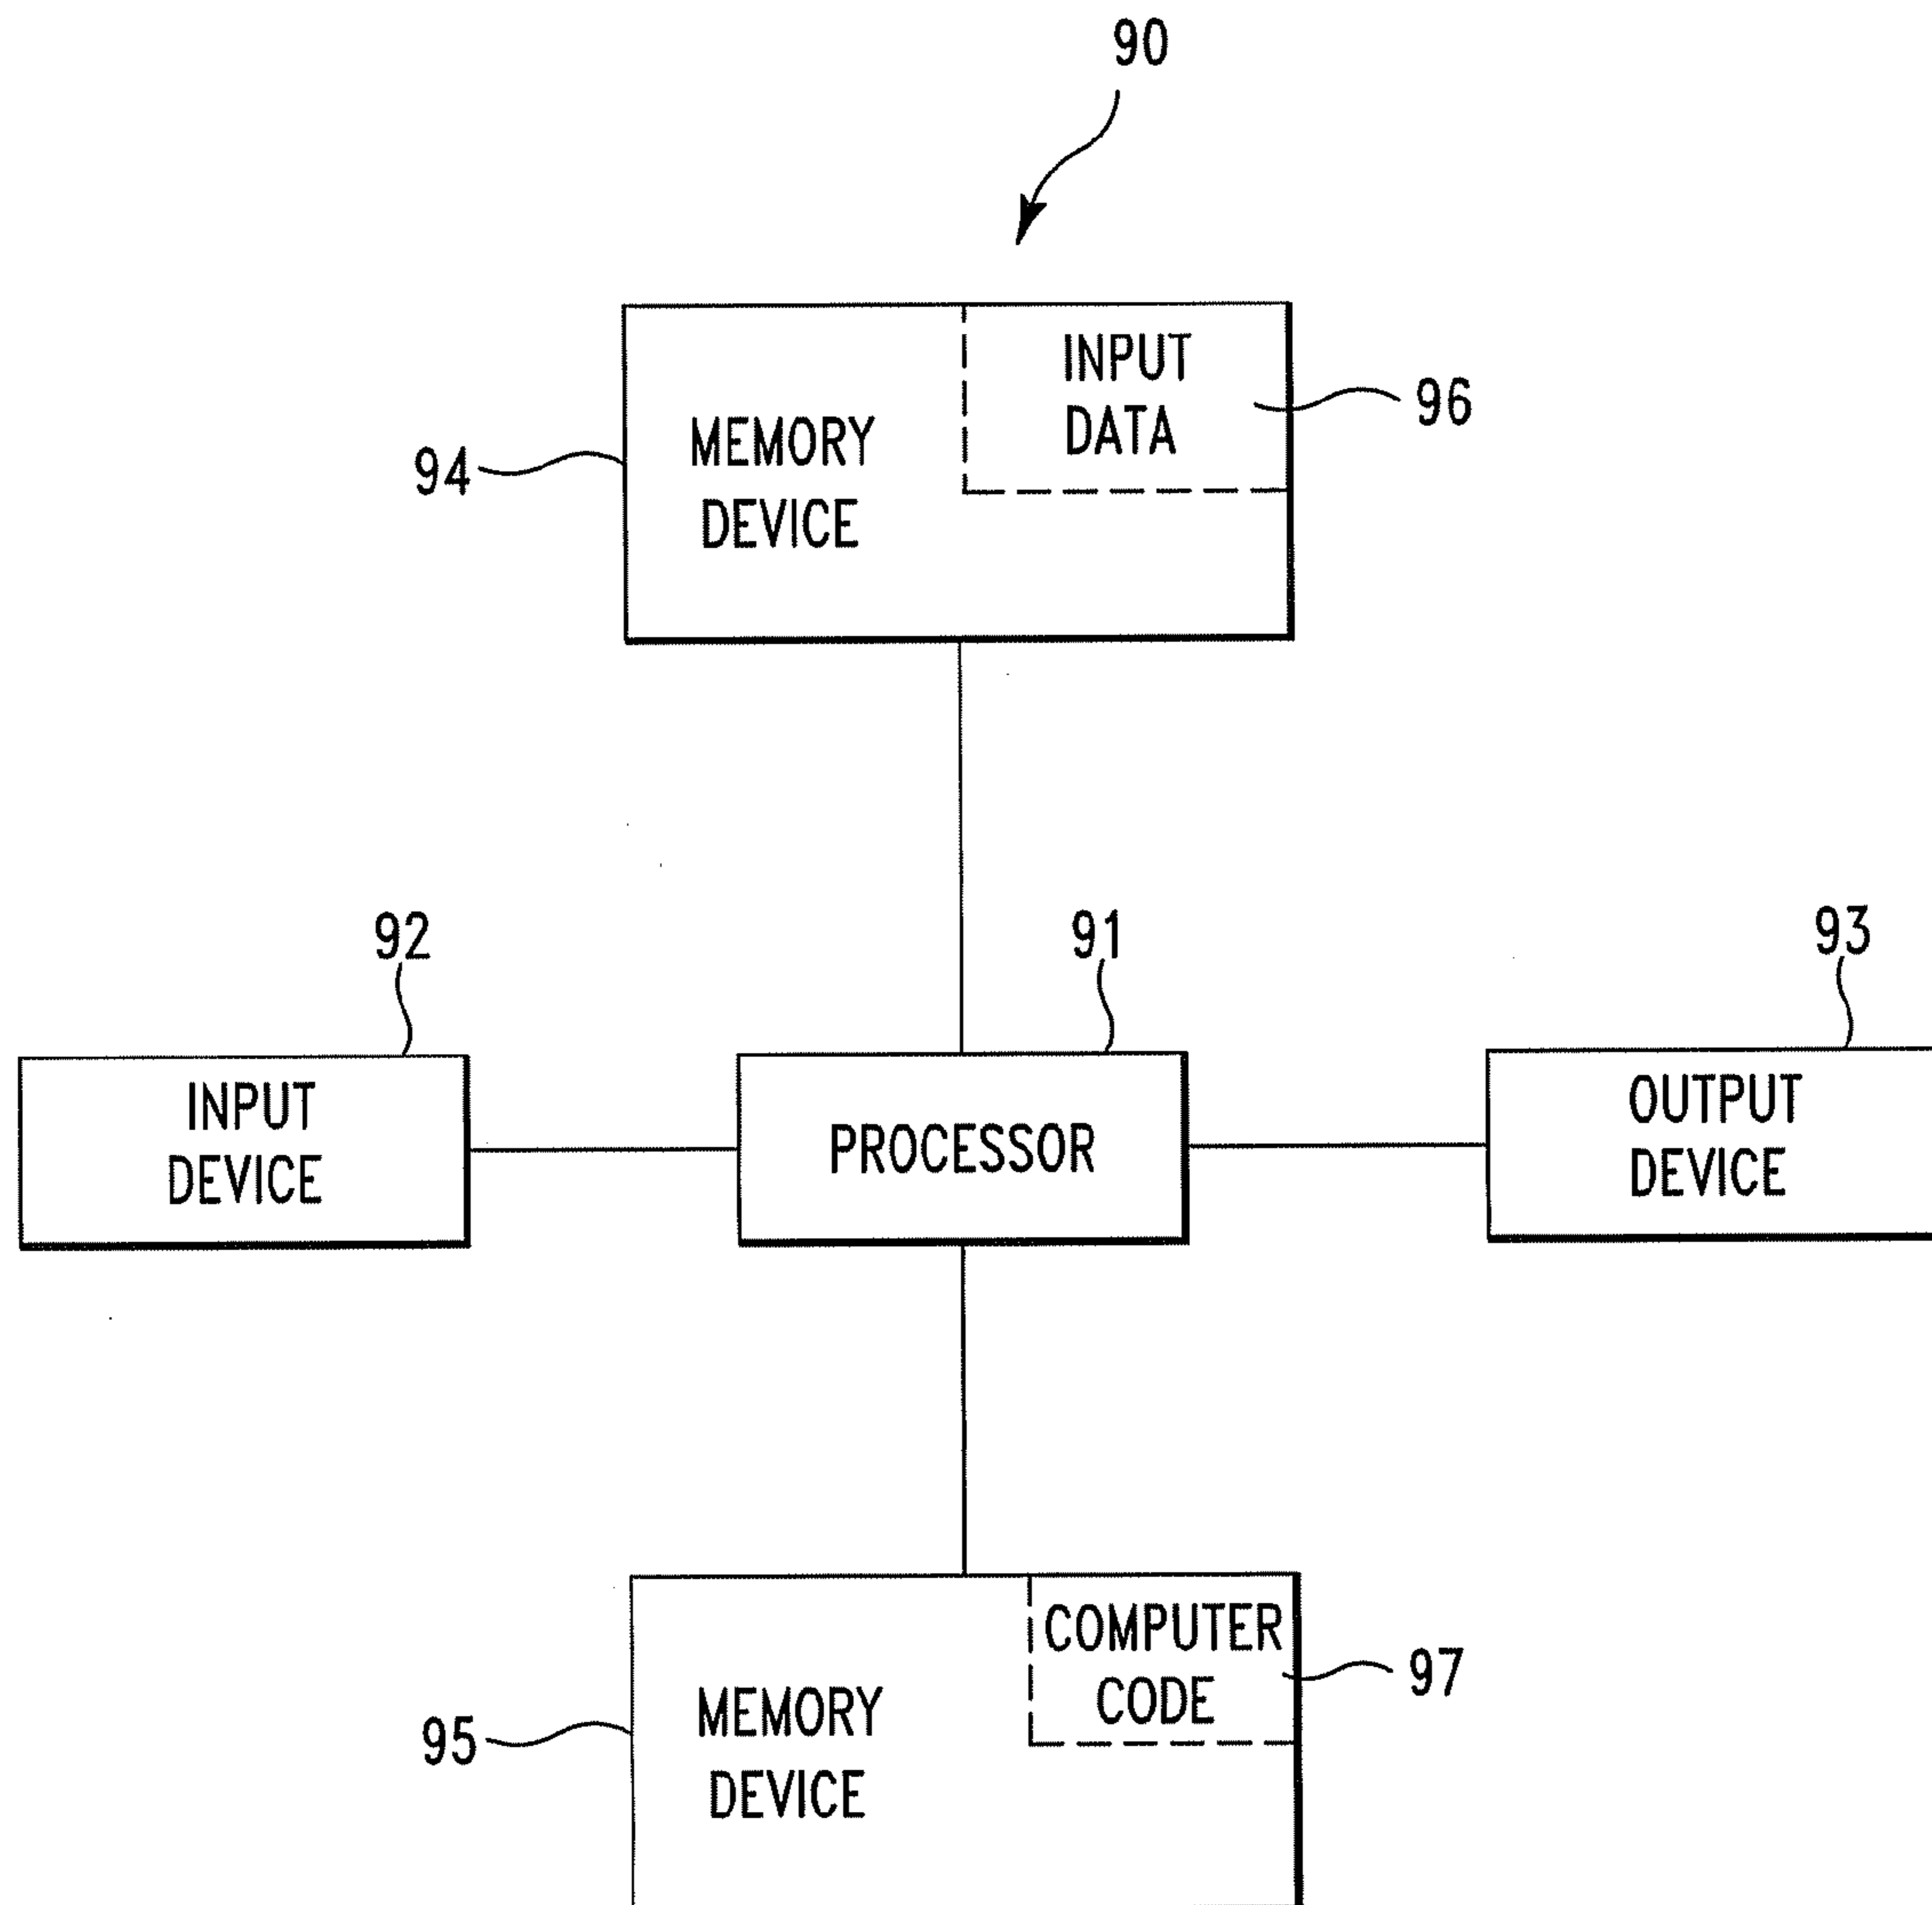 90
INPUT
DATA
96
MEMORY
DEVICE
94
92
91
93
INPUT
DEVICE
PROCESSOR
OUTPUT
DEVICE
COMPUTER
CODE
97
MEMORY
DEVICE
95